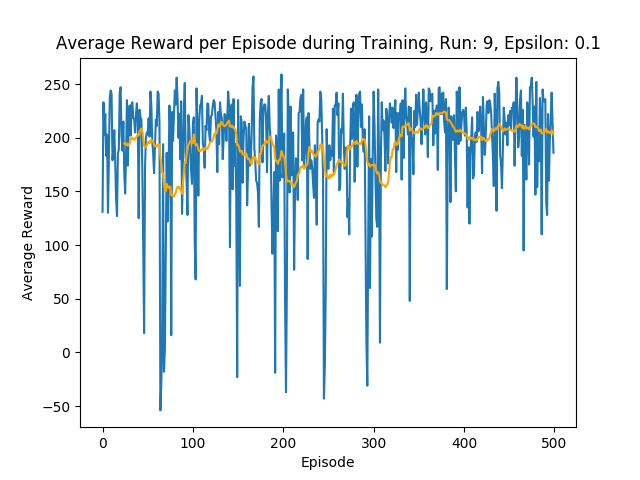 Average Reward per Episode during Training, Run: 9, Epsilon: 0.1
250
200
150
100
50
0
−50
Average Reward
0 100 200 300 400 500
Episode